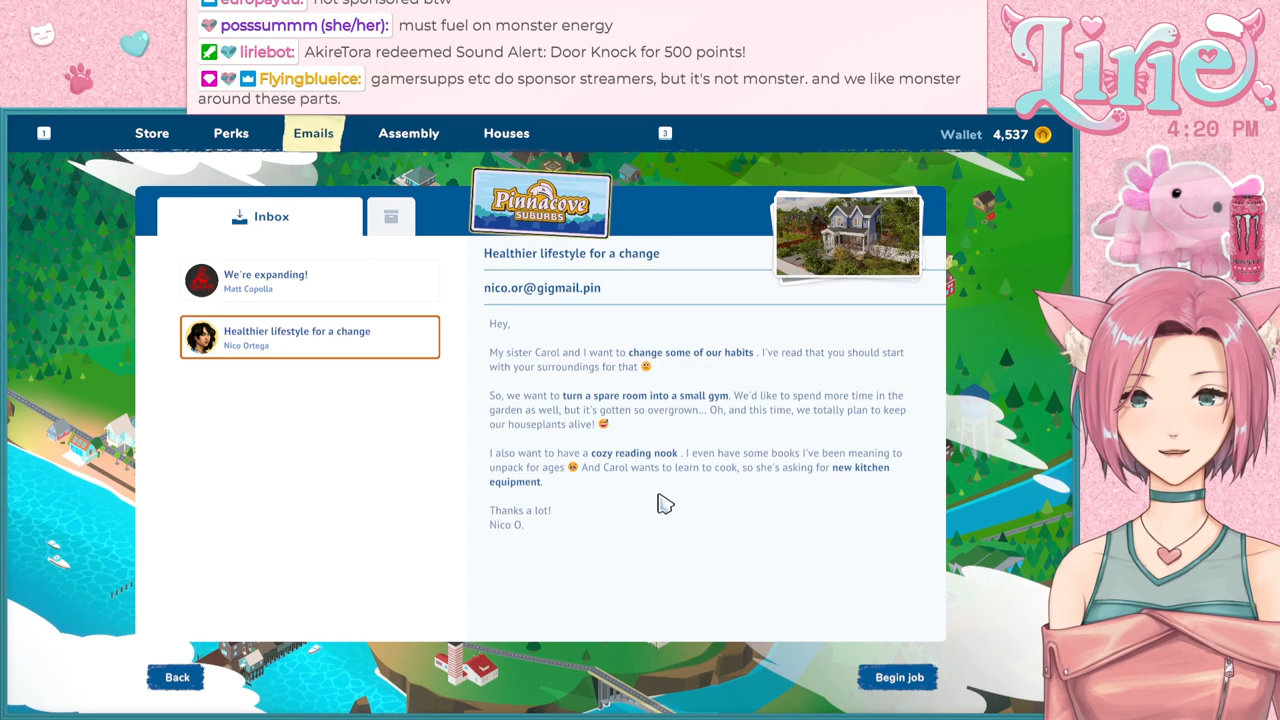 europayuu: not sponsored btw
posssummm (she/her): must fuel on monster energy
liriebot: AkireTora redeemed Sound Alert: Door Knock for 500 points!
Flyingblueice: gamersupps etc do sponsor streamers, but it's not monster. and we like monster
around these parts.
Lirie
4:20 PM
1 Store Perks Emails Assembly Houses 3 Wallet 4,537
Pinnacove
SUBURBS
Inbox
We're expanding!
Matt Copolla
Healthier lifestyle for a change
Nico Ortega
Healthier lifestyle for a change
nico.or@gigmail.pin
Hey,
My sister Carol and I want to change some of our habits . I've read that you should start
with your surroundings for that 🙂
So, we want to turn a spare room into a small gym. We'd like to spend more time in the
garden as well, but it's gotten so overgrown... Oh, and this time, we totally plan to keep
our houseplants alive! 😅
I also want to have a cozy reading nook . I even have some books I've been meaning to
unpack for ages 😣 And Carol wants to learn to cook, so she's asking for new kitchen
equipment.
Thanks a lot!
Nico O.
Back
Begin job